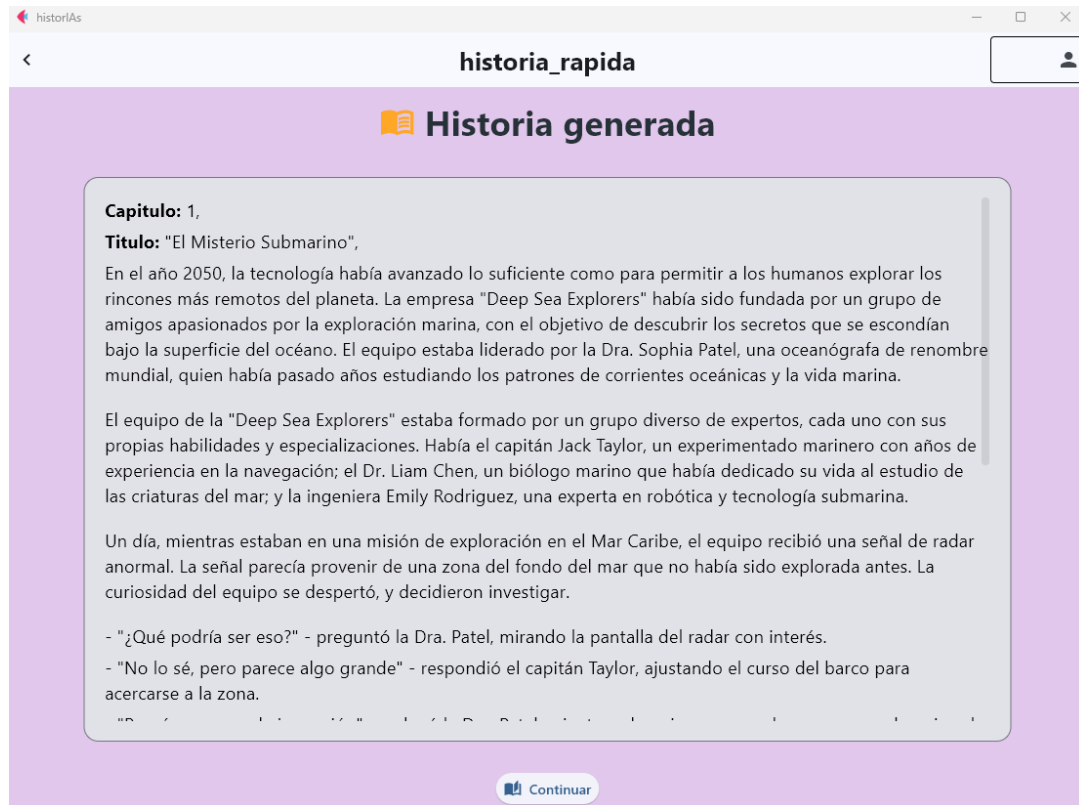 historIAs
historia_rapida
Historia generada
Capitulo: 1,
Titulo: "El Misterio Submarino",
En el año 2050, la tecnología había avanzado lo suficiente como para permitir a los humanos explorar los
rincones más remotos del planeta. La empresa "Deep Sea Explorers" había sido fundada por un grupo de
amigos apasionados por la exploración marina, con el objetivo de descubrir los secretos que se escondían
bajo la superficie del océano. El equipo estaba liderado por la Dra. Sophia Patel, una oceanógrafa de renombre
mundial, quien había pasado años estudiando los patrones de corrientes oceánicas y la vida marina.
El equipo de la "Deep Sea Explorers" estaba formado por un grupo diverso de expertos, cada uno con sus
propias habilidades y especializaciones. Había el capitán Jack Taylor, un experimentado marinero con años de
experiencia en la navegación; el Dr. Liam Chen, un biólogo marino que había dedicado su vida al estudio de
las criaturas del mar; y la ingeniera Emily Rodriguez, una experta en robótica y tecnología submarina.
Un día, mientras estaban en una misión de exploración en el Mar Caribe, el equipo recibió una señal de radar
anormal. La señal parecía provenir de una zona del fondo del mar que no había sido explorada antes. La
curiosidad del equipo se despertó, y decidieron investigar.
- "¿Qué podría ser eso?" - preguntó la Dra. Patel, mirando la pantalla del radar con interés.
- "No lo sé, pero parece algo grande" - respondió el capitán Taylor, ajustando el curso del barco para
acercarse a la zona.
Continuar